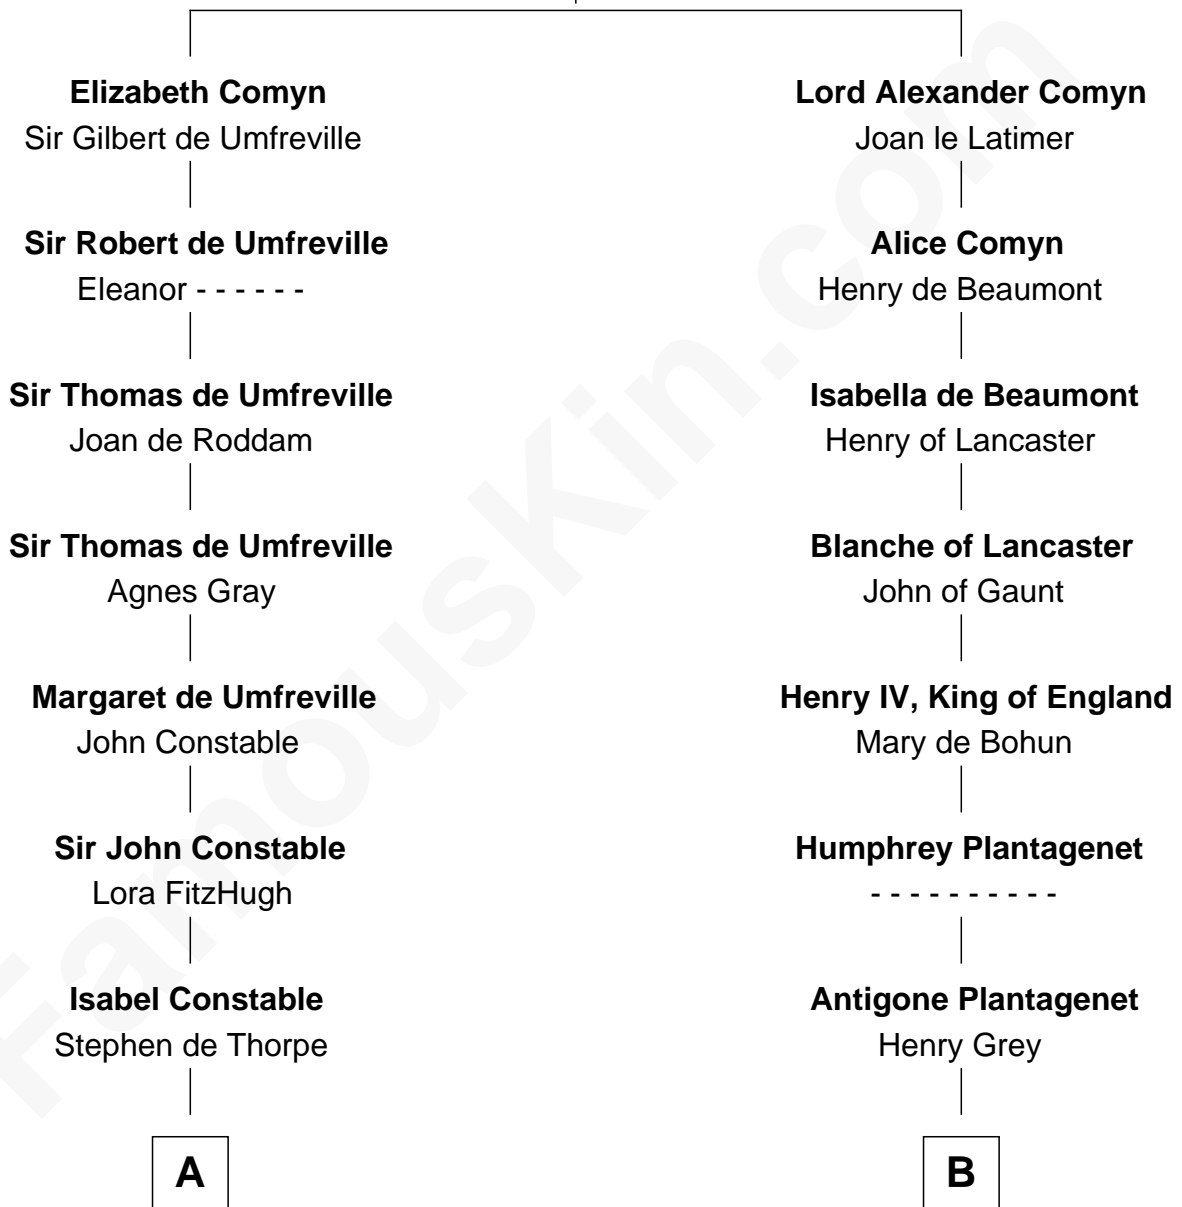 Elizabeth Comyn
Sir Gilbert de Umfreville
Sir Robert de Umfreville
Eleanor - - - - - -
Sir Thomas de Umfreville
Joan de Roddam
Sir Thomas de Umfreville
Agnes Gray
Margaret de Umfreville
John Constable
Sir John Constable
Lora FitzHugh
Isabel Constable
Stephen de Thorpe
A
Lord Alexander Comyn
Joan le Latimer
Alice Comyn
Henry de Beaumont
Isabella de Beaumont
Henry of Lancaster
Blanche of Lancaster
John of Gaunt
Henry IV, King of England
Mary de Bohun
Humphrey Plantagenet
- - - - - - - - - -
Antigone Plantagenet
Henry Grey
B
FamousKin.com